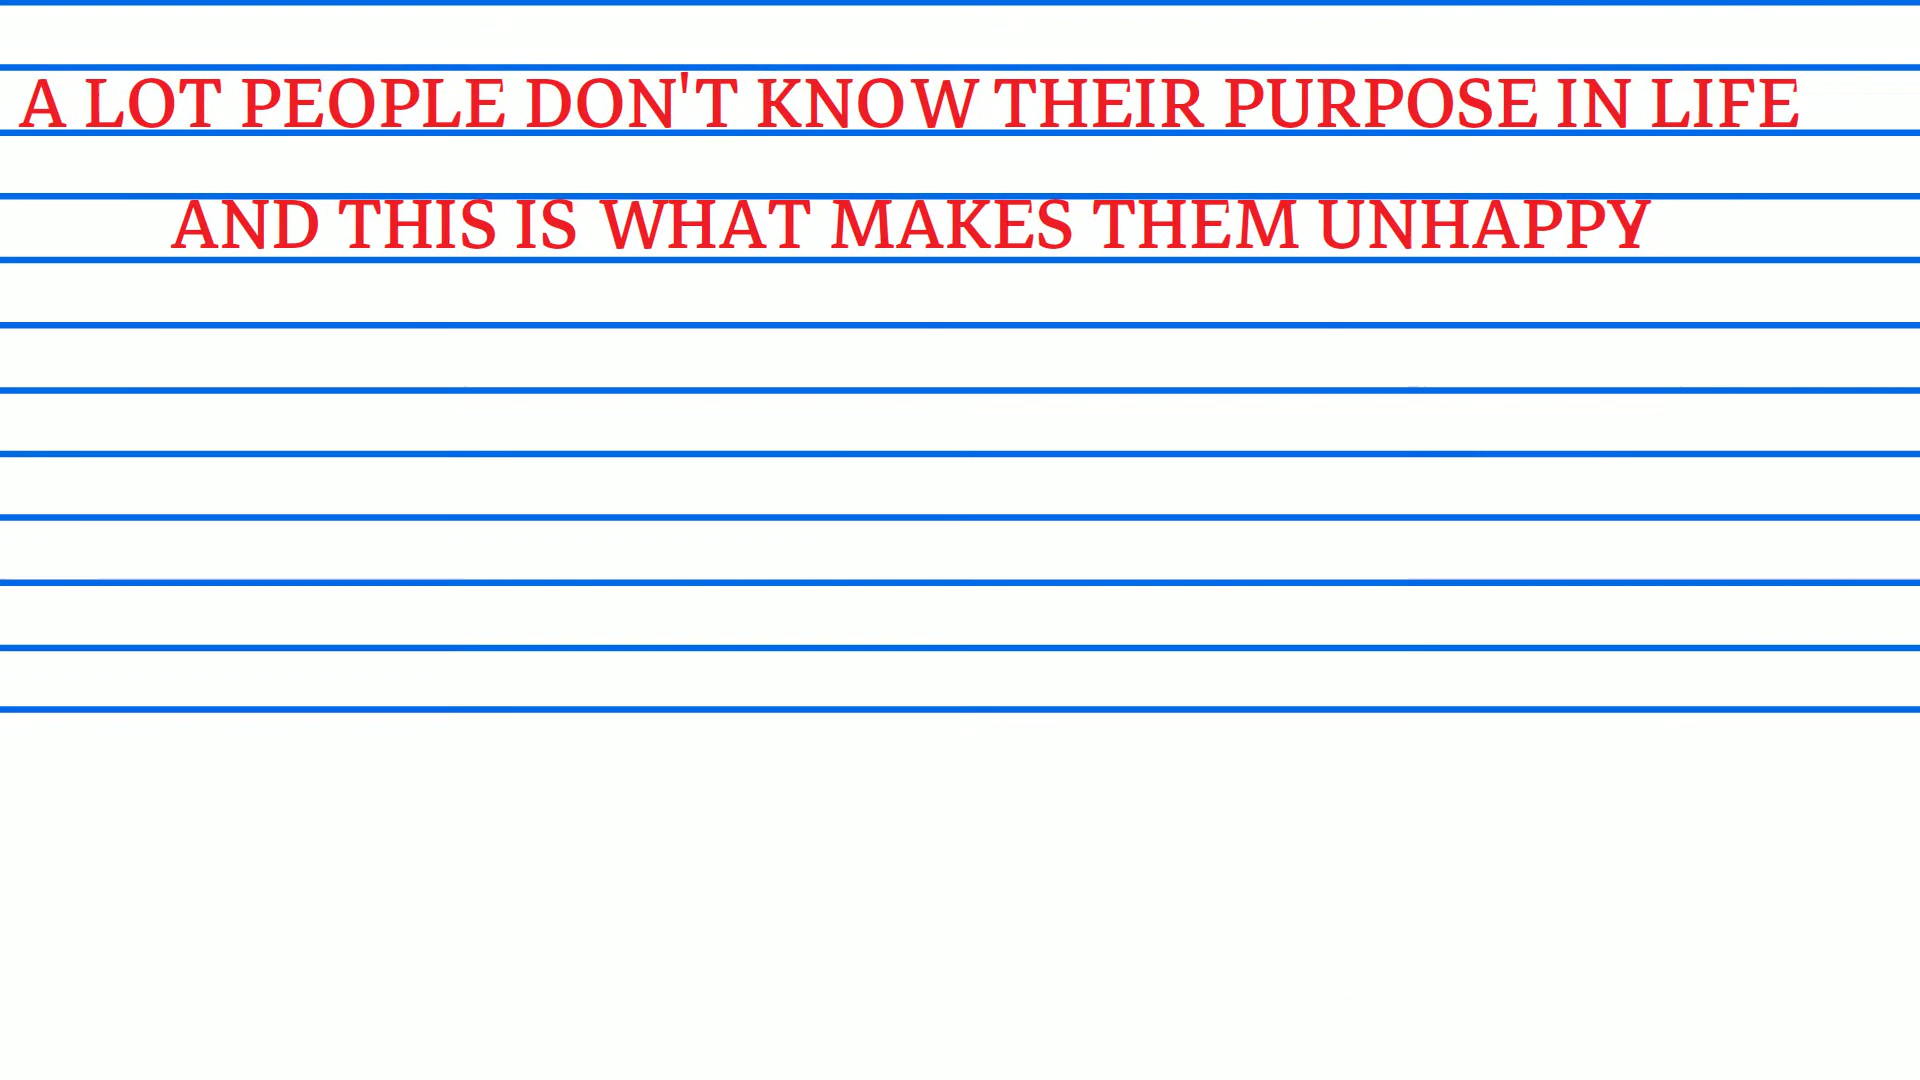 A LOT PEOPLE DON'T KNOW THEIR PURPOSE IN LIFE
AND THIS IS WHAT MAKES THEM UNHAPPY